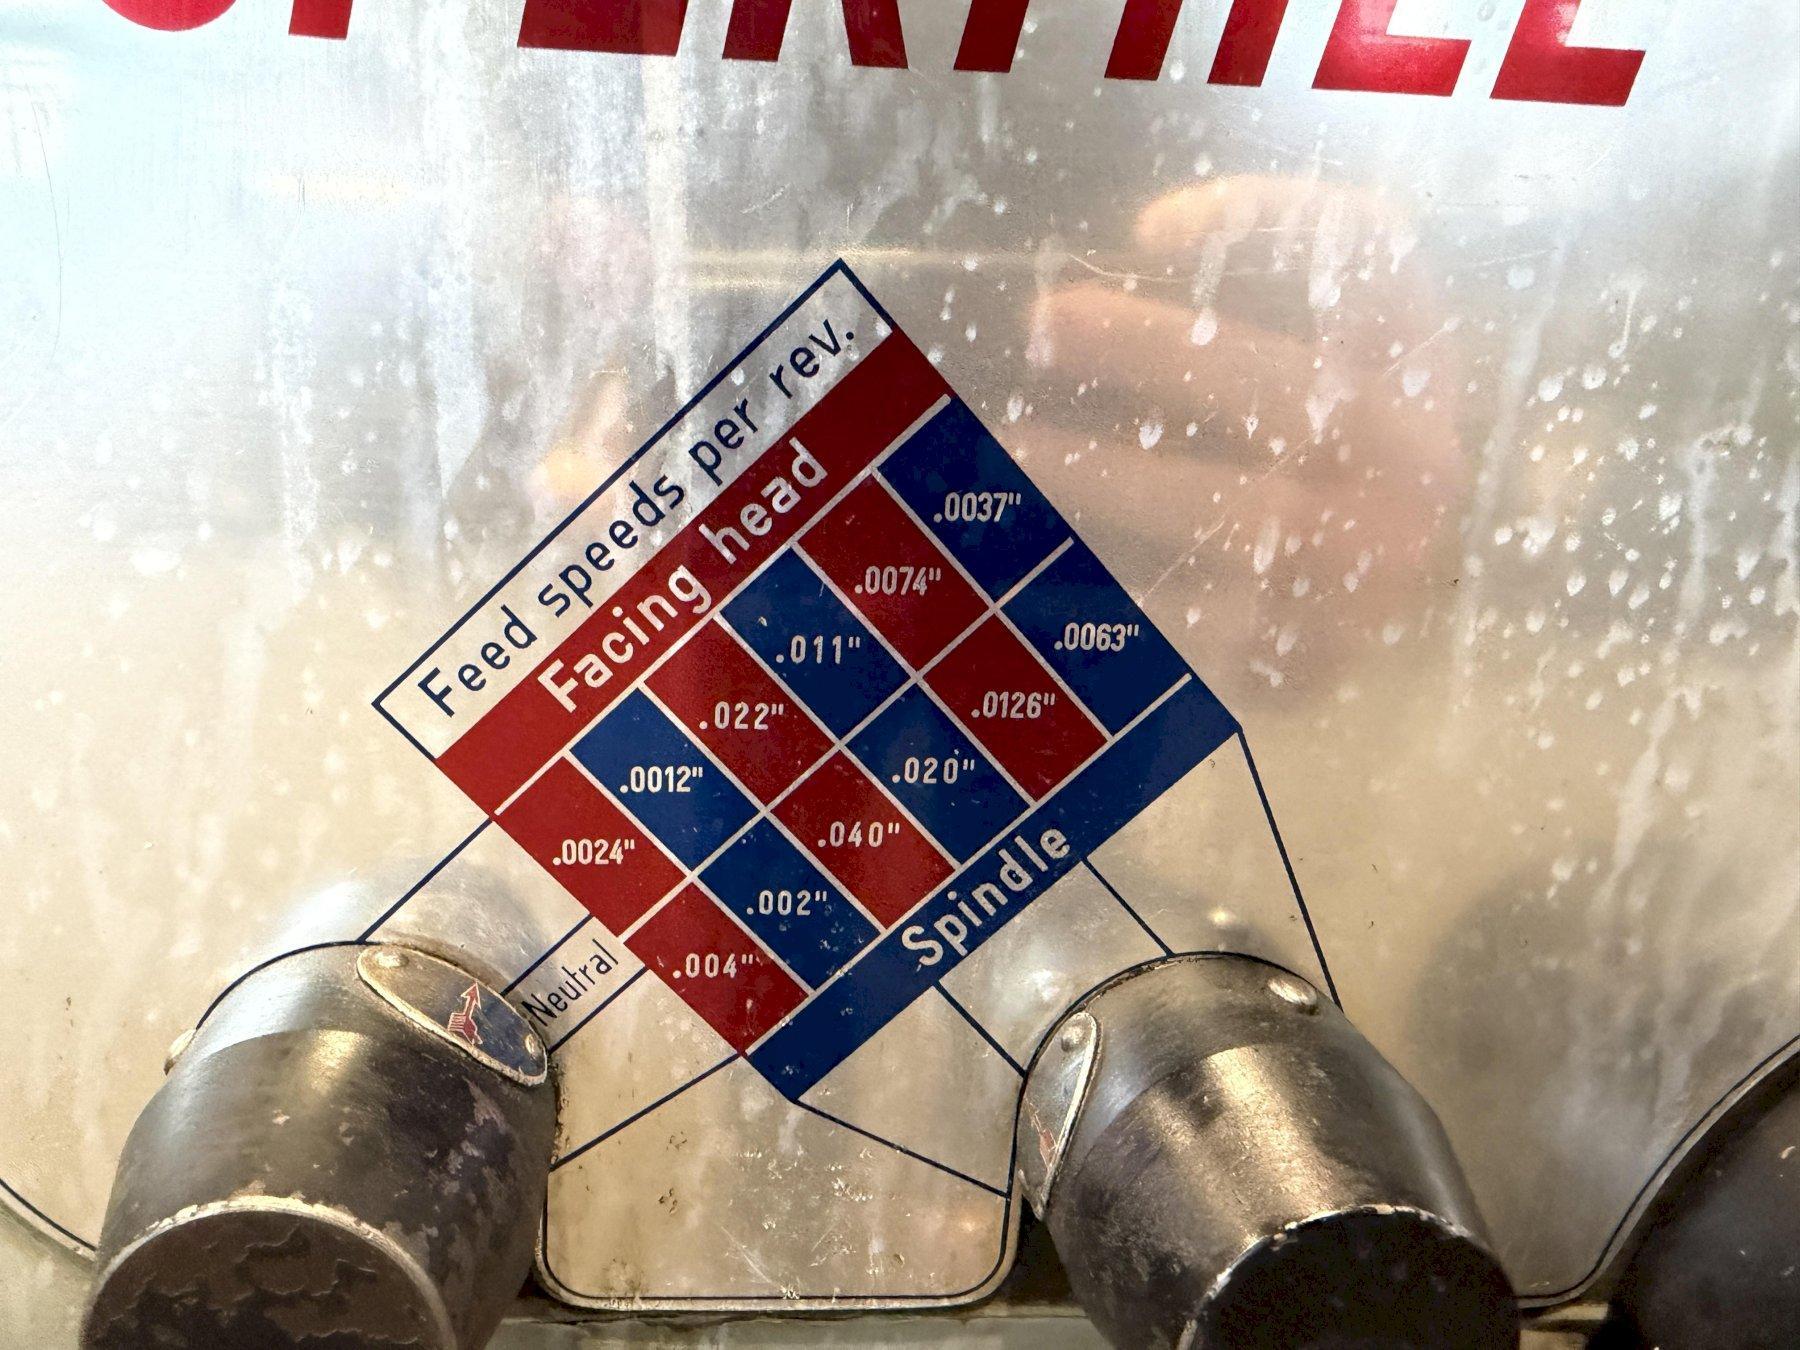 Feed speeds per rev.
Facing head
.0024" .0012" .022" .011" .0074" .0037"
.004" .002" .040" .020" .0126" .0063"
Spindle
Neutral